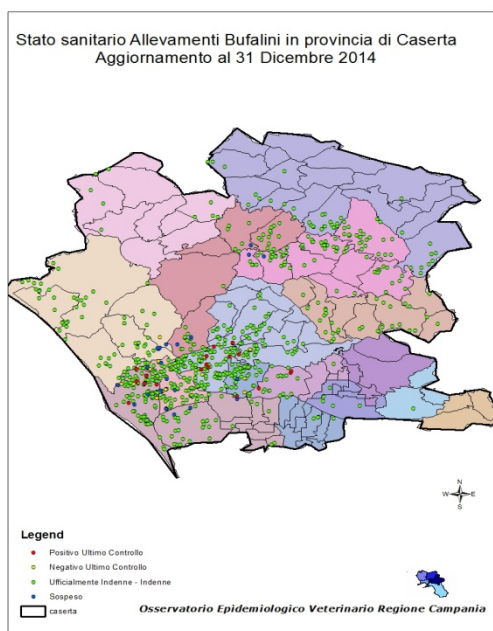 Stato sanitario Allevamenti Bufalini in provincia di Caserta
Aggiornamento al 31 Dicembre 2014
N
W
E
S
Legend
Positivo Ultimo Controllo
Negativo Ultimo Controllo
Ufficialmente Indenne - Indenne
Sospeso
caserta
Osservatorio Epidemiologico Veterinario Regione Campania